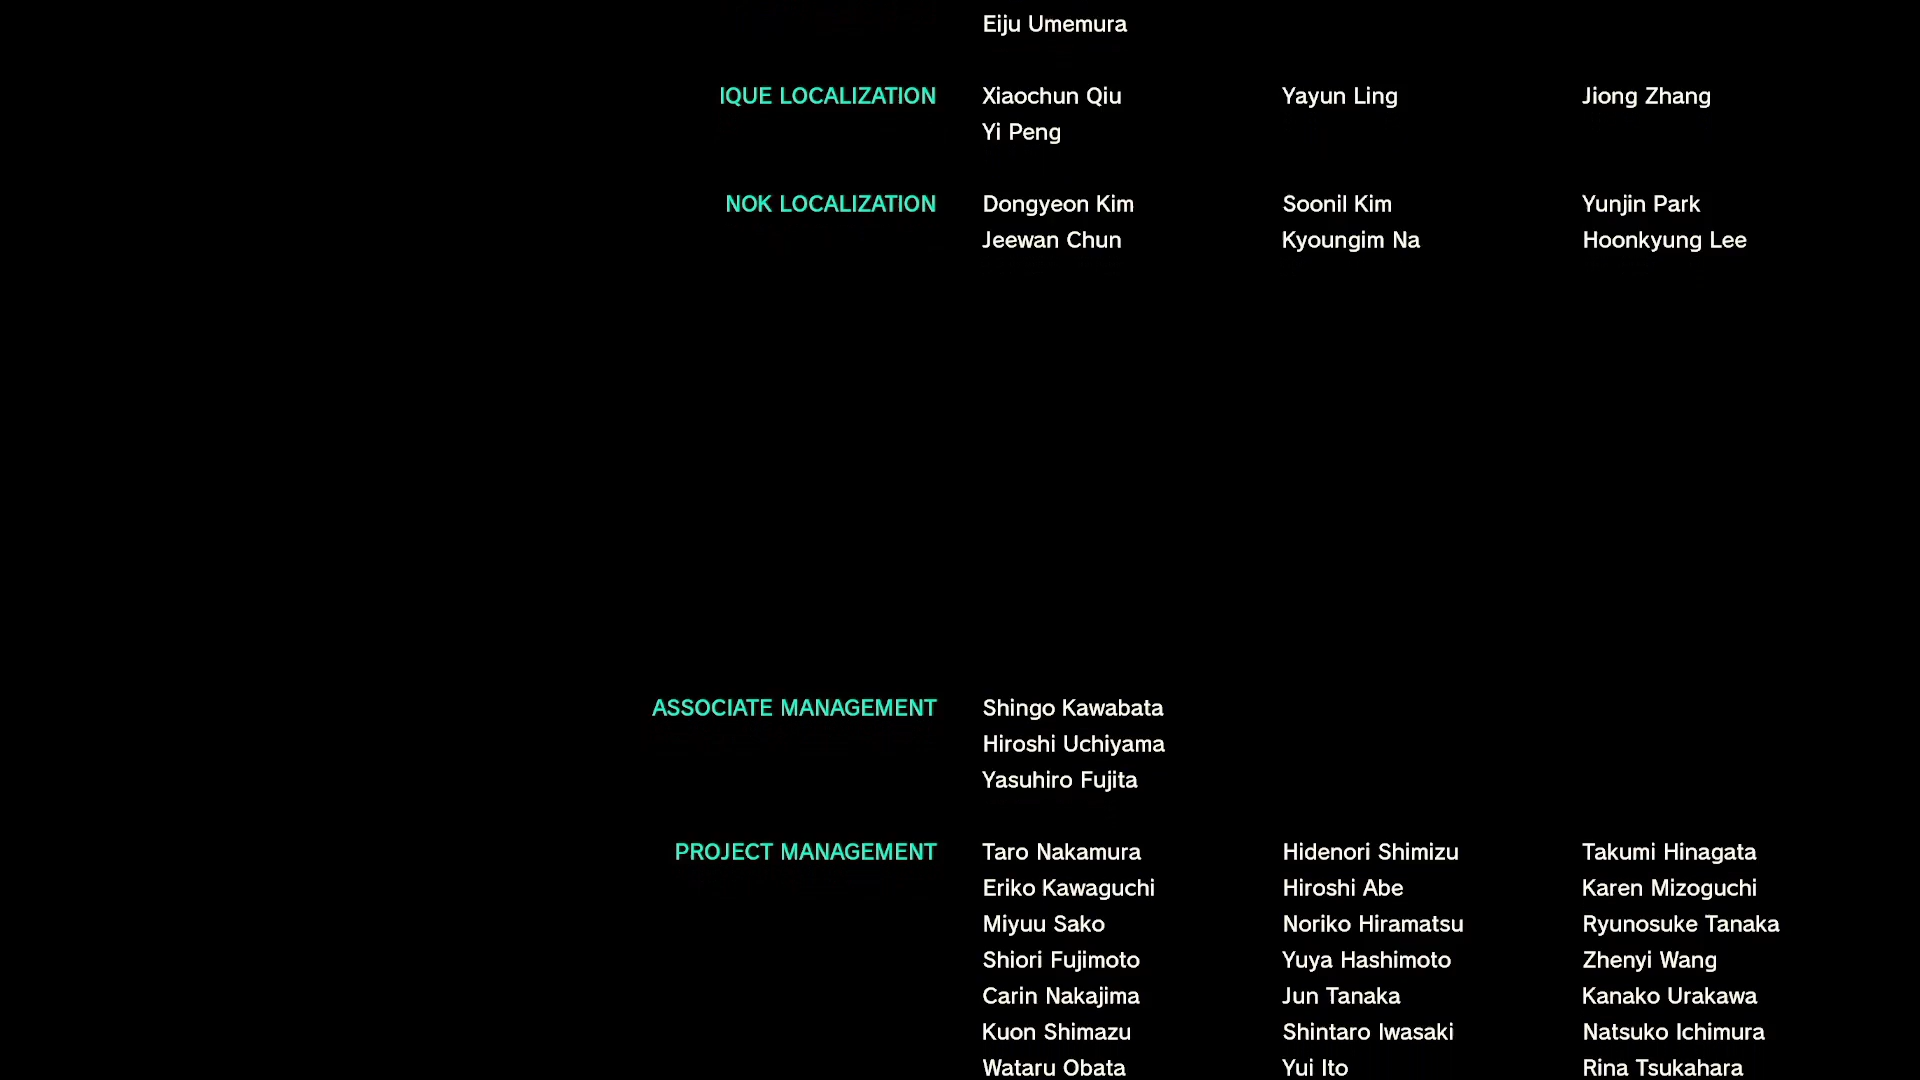 Eiju Umemura
IQUE LOCALIZATION Xiaochun Qiu Yayun Ling Jiong Zhang
Yi Peng
NOK LOCALIZATION Dongyeon Kim Soonil Kim Yunjin Park
Jeewan Chun Kyoungim Na Hoonkyung Lee
ASSOCIATE MANAGEMENT Shingo Kawabata
Hiroshi Uchiyama
Yasuhiro Fujita
PROJECT MANAGEMENT Taro Nakamura Hidenori Shimizu Takumi Hinagata
Eriko Kawaguchi Hiroshi Abe Karen Mizoguchi
Miyuu Sako Noriko Hiramatsu Ryunosuke Tanaka
Shiori Fujimoto Yuya Hashimoto Zhenyi Wang
Carin Nakajima Jun Tanaka Kanako Urakawa
Kuon Shimazu Shintaro Iwasaki Natsuko Ichimura
Wataru Obata Yui Ito Rina Tsukahara